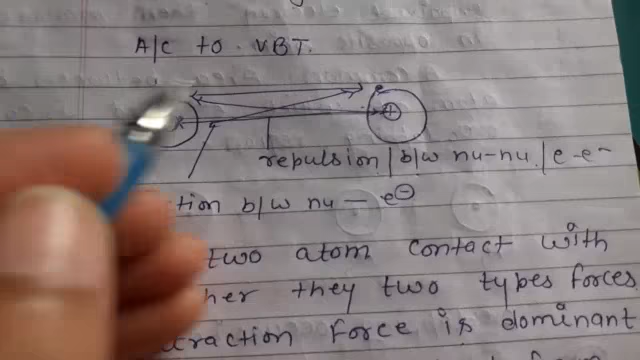 A/C to . VBT.
repulsion / b/w nu-nu / e-e-
ction b/w nu — e⊖
two atom contact with
her they two types forces
raction Force is dominant